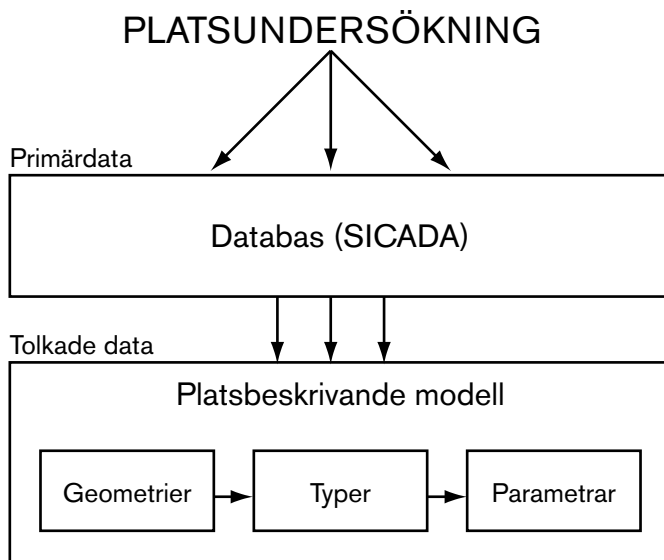 PLATSUNDERSÖKNING
Primärdata
Databas (SICADA)
Tolkade data
Platsbeskrivande modell
Geometrier
Typer
Parametrar